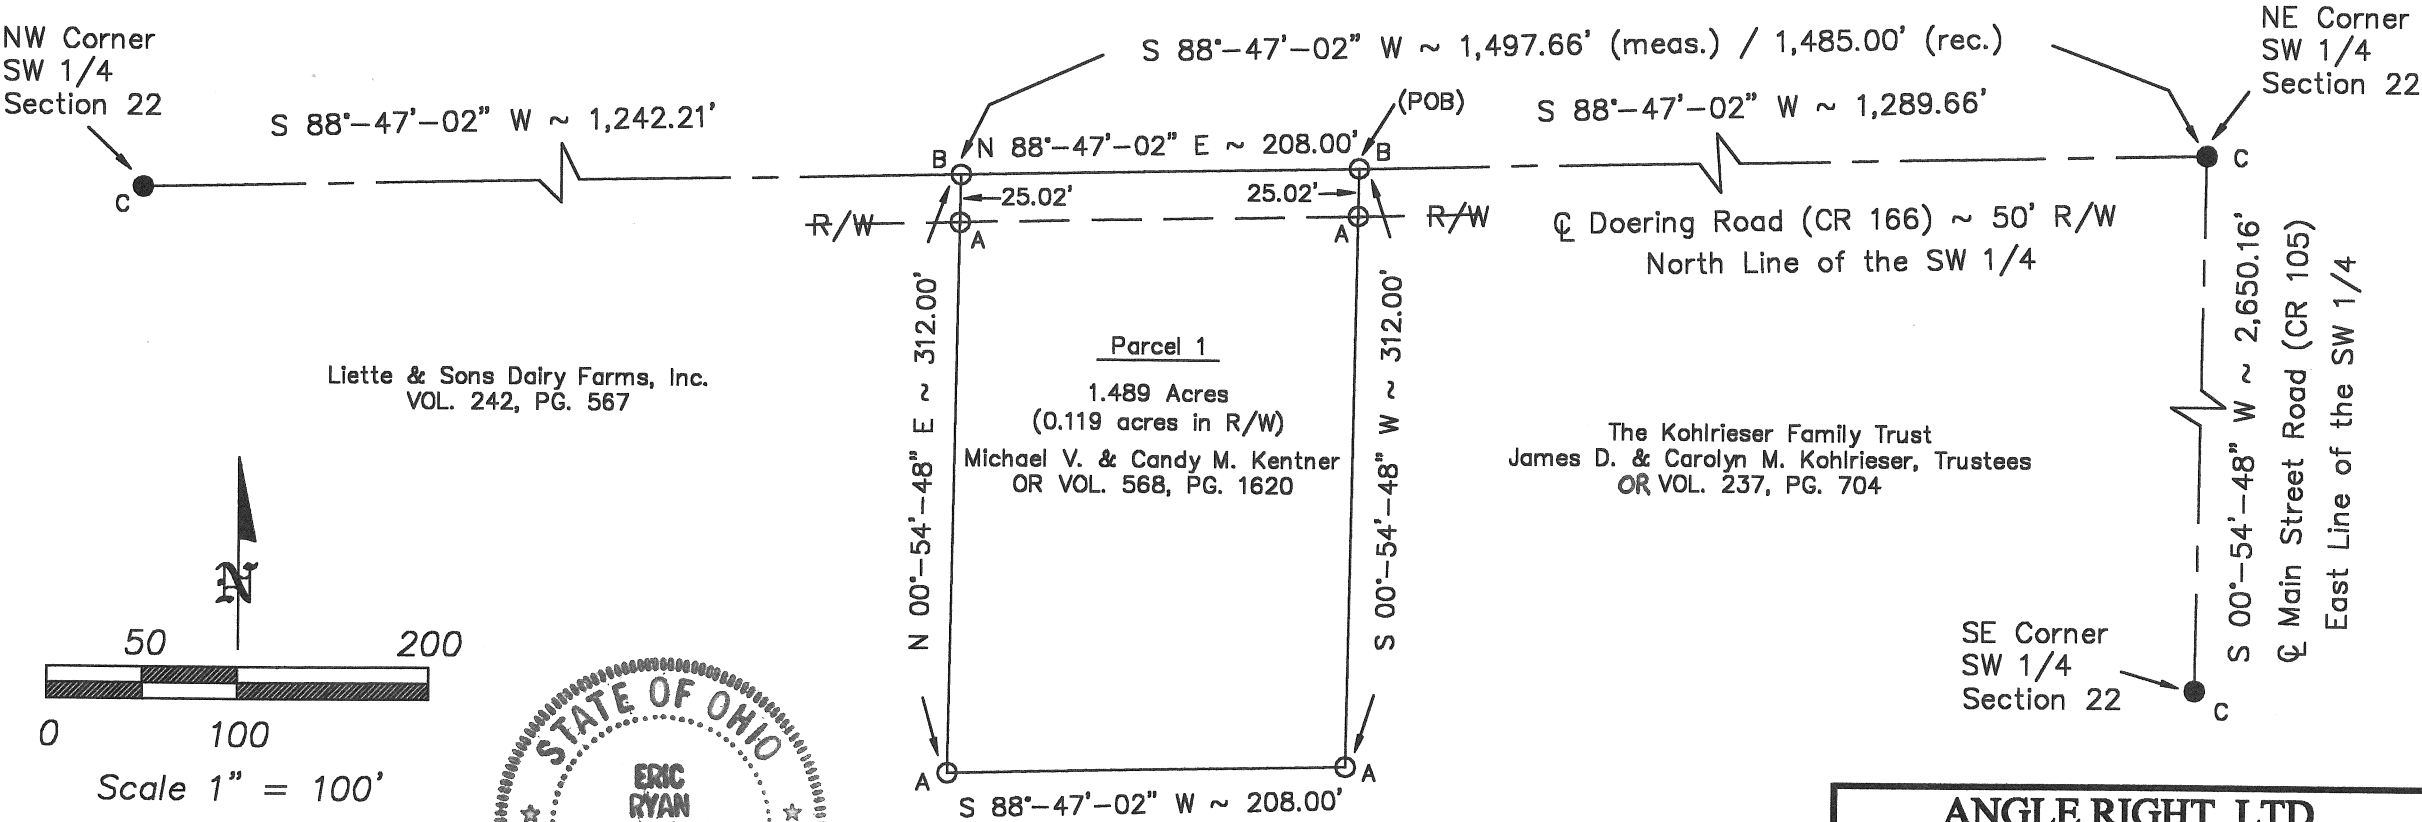 NW Corner
SW 1/4
Section 22
S 88°-47'-02" W ~ 1,242.21'
S 88°-47'-02" W ~ 1,497.66' (meas.) / 1,485.00' (rec.)
NE Corner
SW 1/4
Section 22
(POB)
S 88°-47'-02" W ~ 1,289.66'
B
N 88°-47'-02" E ~ 208.00'
B
C
C
25.02'
25.02'
R/W
A
A
R/W
℄ Doering Road (CR 166) ~ 50' R/W
North Line of the SW 1/4
N 00°-54'-48" E ~ 312.00'
S 00°-54'-48" W ~ 312.00'
S 00°-54'-48" W ~ 2,650.16'
℄ Main Street Road (CR 105)
East Line of the SW 1/4
Liette & Sons Dairy Farms, Inc.
VOL. 242, PG. 567
Parcel 1
1.489 Acres
(0.119 acres in R/W)
Michael V. & Candy M. Kentner
OR VOL. 568, PG. 1620
The Kohlrieser Family Trust
James D. & Carolyn M. Kohlrieser, Trustees
OR VOL. 237, PG. 704
N
50 200
0 100
Scale 1" = 100'
STATE OF OHIO
ERIC
RYAN
SE Corner
SW 1/4
Section 22
C
A
A
S 88°-47'-02" W ~ 208.00'
ANGLE RIGHT LTD